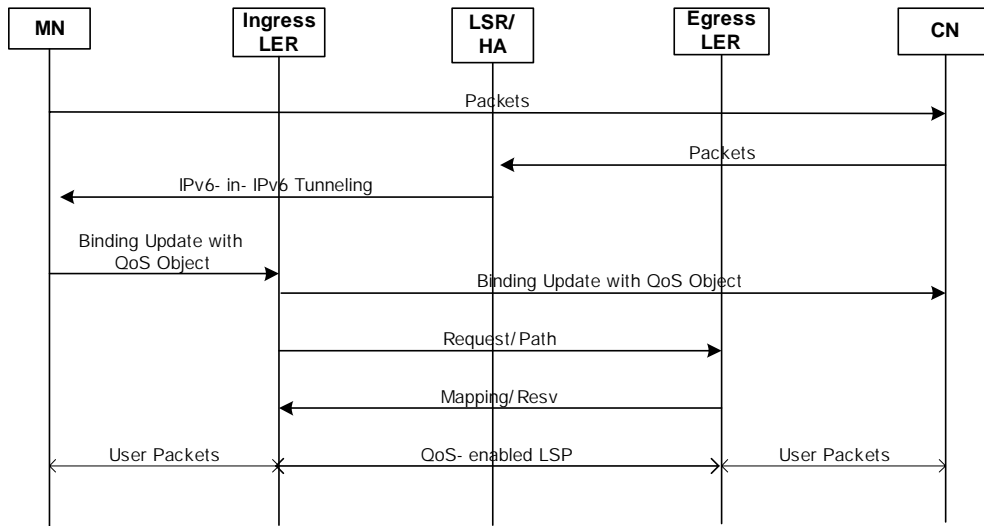 MN
Ingress
LER
LSR/
HA
Egress
LER
CN
Packets
Packets
IPv6- in- IPv6 Tunneling
Binding Update with
QoS Object
Binding Update with QoS Object
Request/ Path
Mapping/ Resv
User Packets
QoS- enabled LSP
User Packets